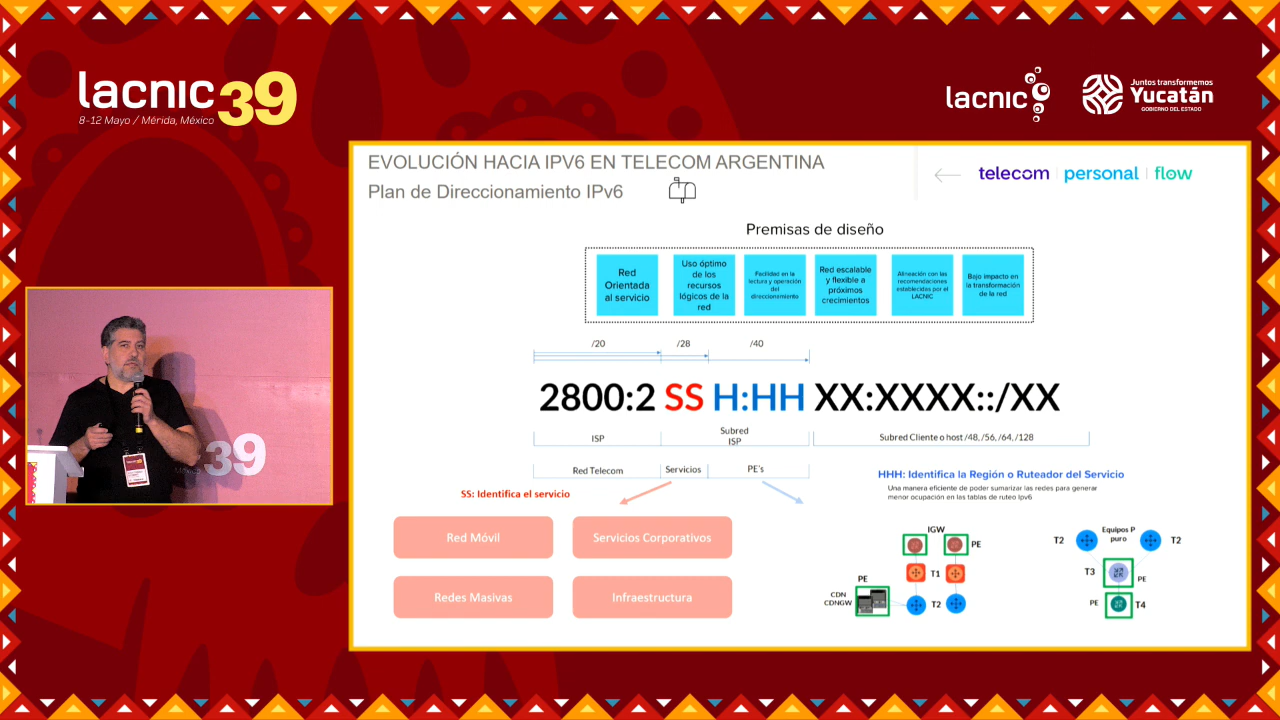 lacnic39
8-12 Mayo / Mérida, México
lacnic
Juntos transformemos
Yucatán
GOBIERNO DEL ESTADO
EVOLUCIÓN HACIA IPV6 EN TELECOM ARGENTINA
Plan de Direccionamiento IPv6
telecom personal flow
Premisas de diseño
Red
Orientada
al servicio
Uso óptimo
de los
recursos
lógicos de la
red
Facilidad en la
lectura y operación
del
direccionamiento
Red escalable
y flexible a
próximos
crecimientos
Alineación con las
recomendaciones
establecidas por el
LACNIC
Bajo impacto en
la transformación
de la red
/20 /28 /40
2800:2 SS H:HH XX:XXXX::/XX
ISP
Subred
ISP
Subred Cliente o host /48, /56, /64, /128
Red Telecom
Servicios
PE's
SS: Identifica el servicio
Red Móvil
Servicios Corporativos
Redes Masivas
Infraestructura
HHH: Identifica la Región o Ruteador del Servicio
Una manera eficiente de poder sumarizar las redes para generar
menor ocupación en las tablas de ruteo Ipv6
IGW
PE
T1
PE
CDN
CDNGW
T2
T2
Equipos P
puro
T2
T3
PE
PE
T4
39